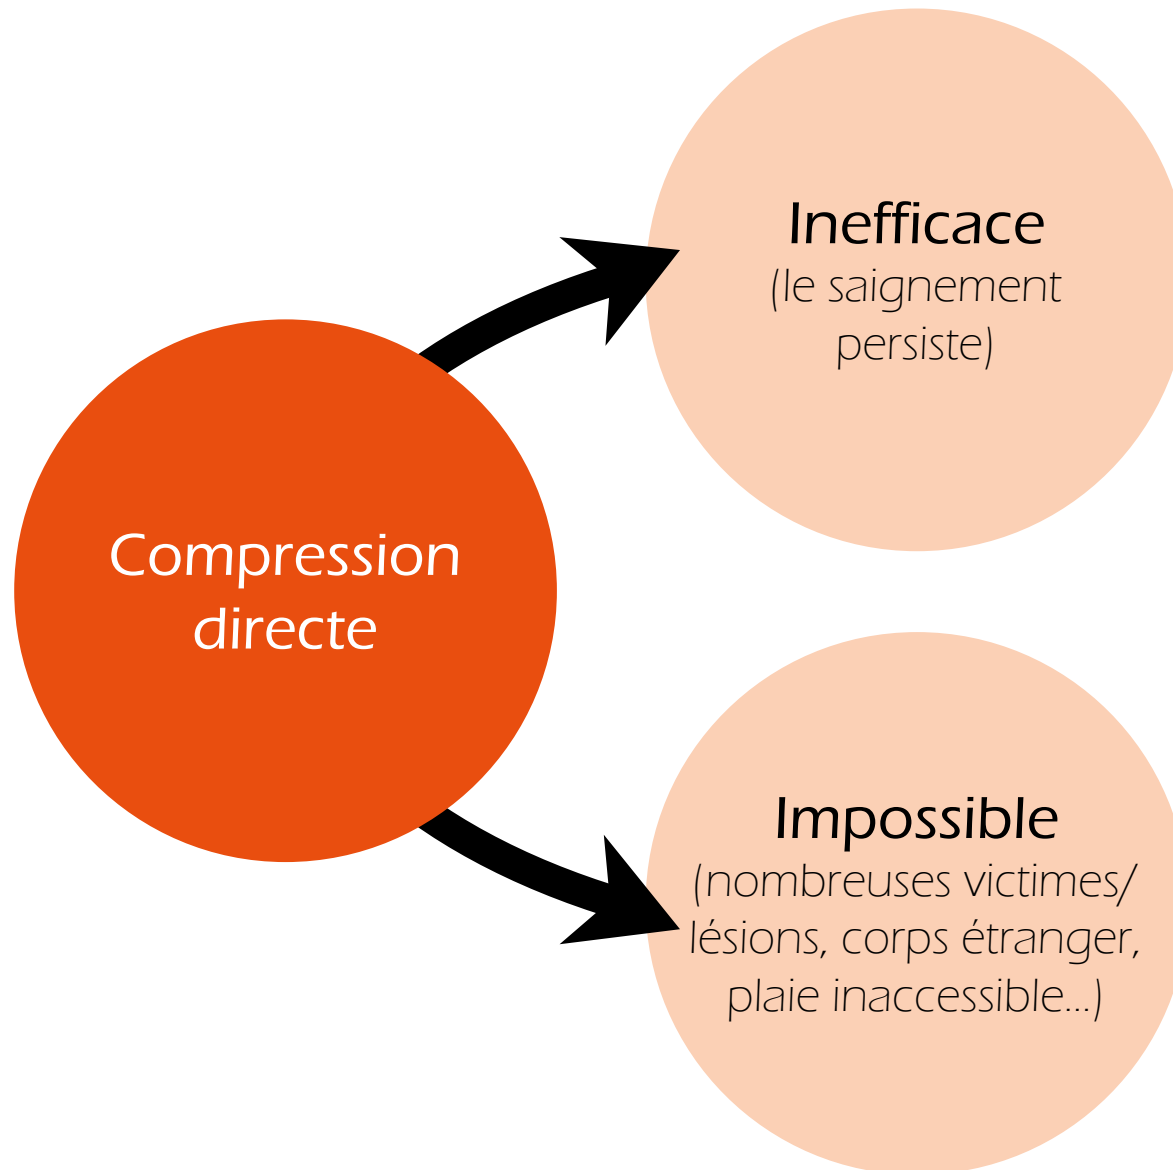 Compression
directe
Inefficace
(le saignement
persiste)
Impossible
(nombreuses victimes/
lésions, corps étranger,
plaie inaccessible...)